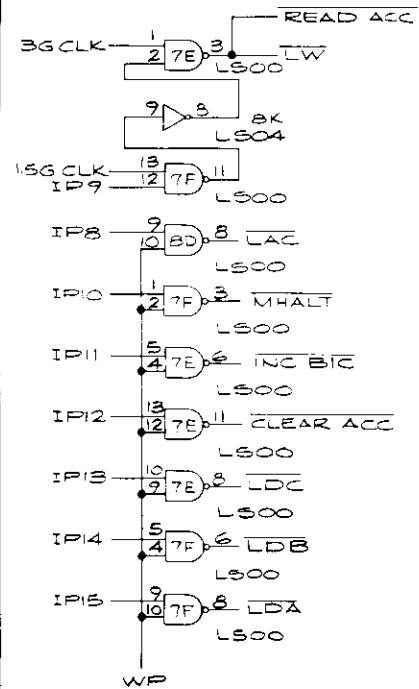 READ ACC
3G CLK 1 2 7E 3 LW
LS00
9 8 8K
LS04
1.5G CLK 13
IP9 12 7F 11
LS00
IP8 9 10 8D 8 LAC
LS00
IP10 1 2 7F 3 MHALT
LS00
IP11 5 4 7E 6 INC BIC
LS00
IP12 13 12 7E 11 CLEAR ACC
LS00
IP13 10 9 7E 8 LDC
LS00
IP14 5 4 7F 6 LDB
LS00
IP15 9 10 7F 8 LDA
LS00
WP